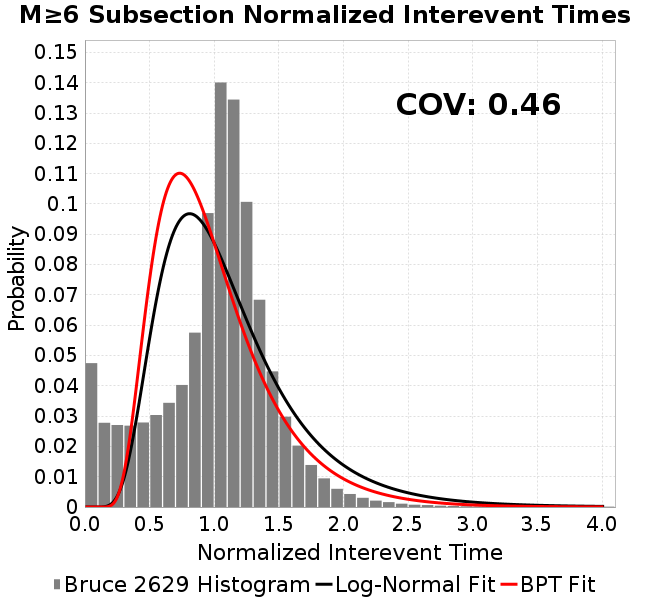 M≥6 Subsection Normalized Interevent Times
COV: 0.46
Probability
0.15
0.14
0.13
0.12
0.11
0.1
0.09
0.08
0.07
0.06
0.05
0.04
0.03
0.02
0.01
0
0.0 0.5 1.0 1.5 2.0 2.5 3.0 3.5 4.0
Normalized Interevent Time
Bruce 2629 Histogram Log-Normal Fit BPT Fit